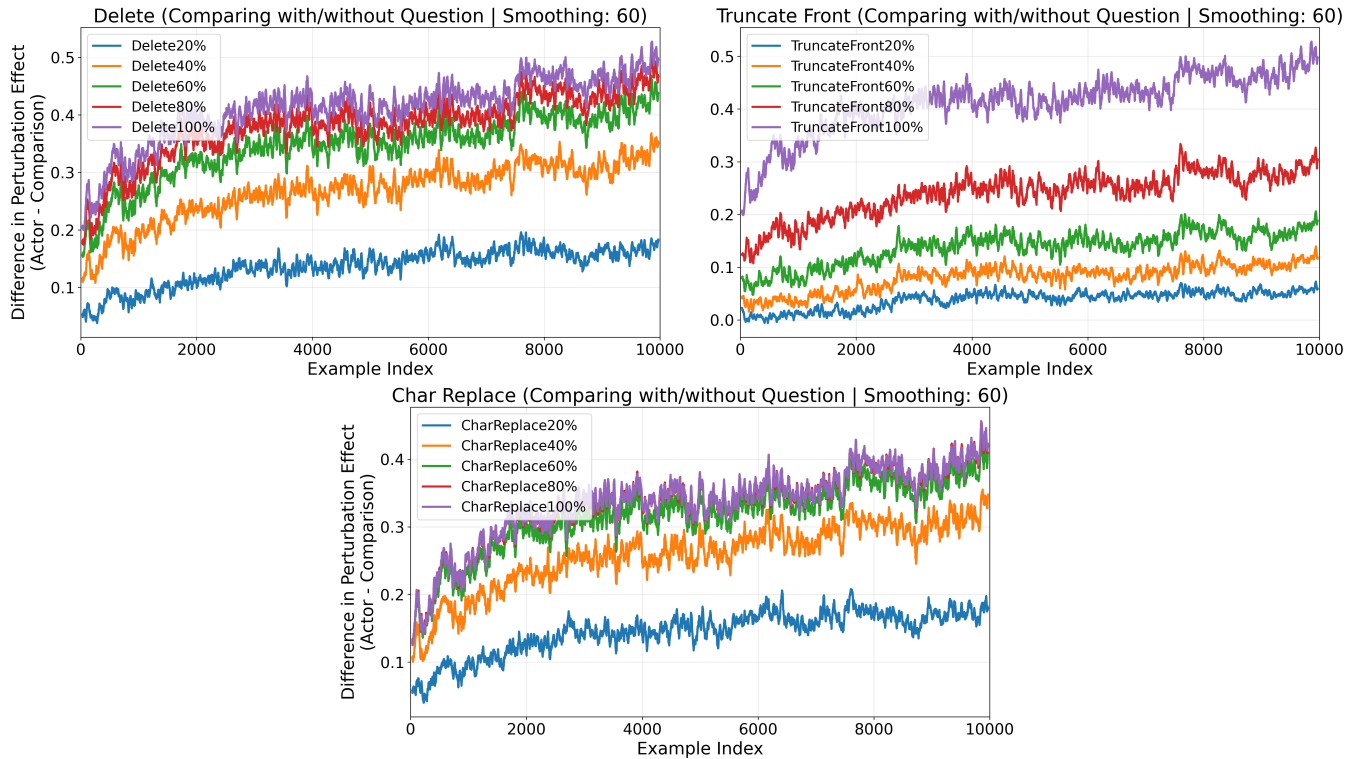 Delete (Comparing with/without Question | Smoothing: 60)
Difference in Perturbation Effect
(Actor - Comparison)
0.5
0.4
0.3
0.2
0.1
Delete20%
Delete40%
Delete60%
Delete80%
Delete100%
0 2000 4000 6000 8000 10000
Example Index
Truncate Front (Comparing with/without Question | Smoothing: 60)
0.5
0.4
0.3
0.2
0.1
0.0
TruncateFront20%
TruncateFront40%
TruncateFront60%
TruncateFront80%
TruncateFront100%
0 2000 4000 6000 8000 10000
Example Index
Char Replace (Comparing with/without Question | Smoothing: 60)
Difference in Perturbation Effect
(Actor - Comparison)
0.4
0.3
0.2
0.1
CharReplace20%
CharReplace40%
CharReplace60%
CharReplace80%
CharReplace100%
0 2000 4000 6000 8000 10000
Example Index